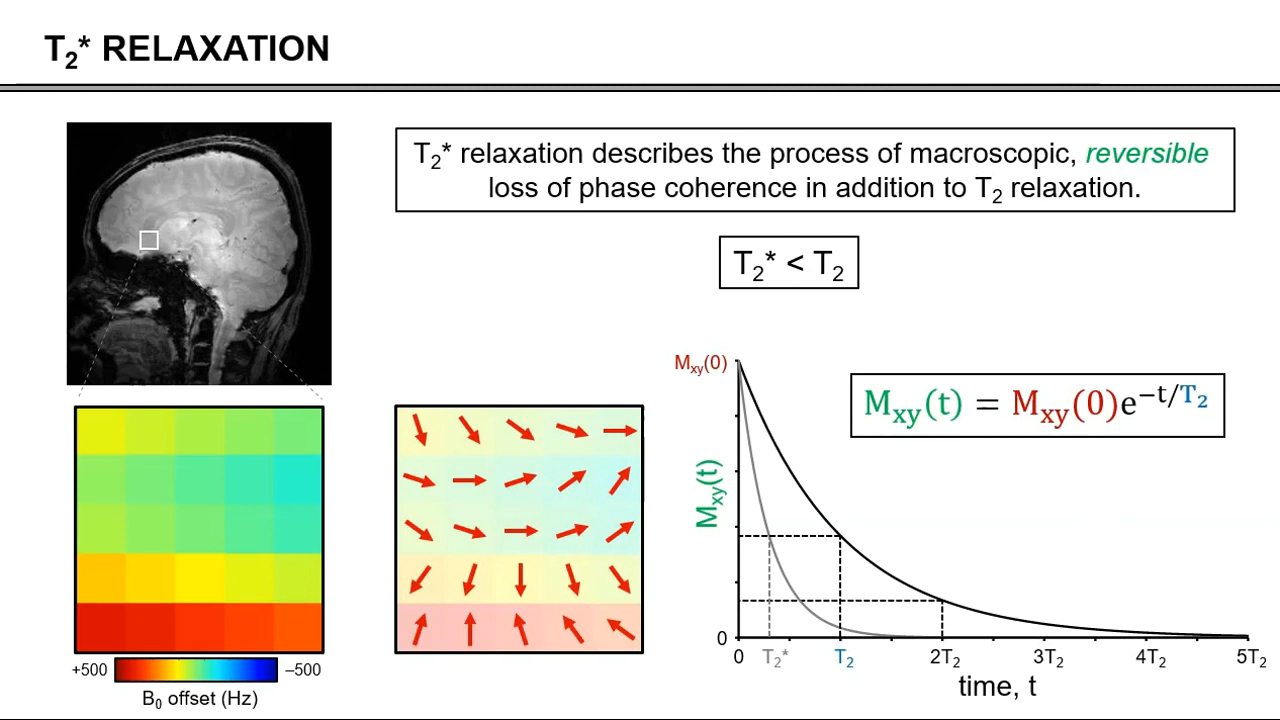 T₂* RELAXATION
T₂* relaxation describes the process of macroscopic, reversible
loss of phase coherence in addition to T₂ relaxation.
T₂* < T₂
Mxy(0)
Mxy(t) = Mxy(0)e^−t/T₂
Mxy(t)
0
0 T₂* T₂ 2T₂ 3T₂ 4T₂ 5T₂
time, t
+500 −500
B₀ offset (Hz)